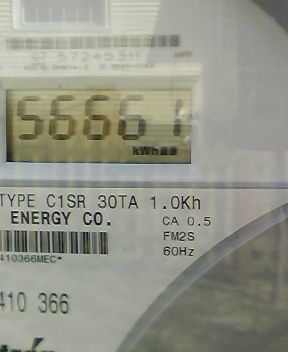 56661
kWh
TYPE C1SR 30TA 1.0Kh
ENERGY CO.
CA 0.5
FM2S
60Hz
410366MEC*
410 366